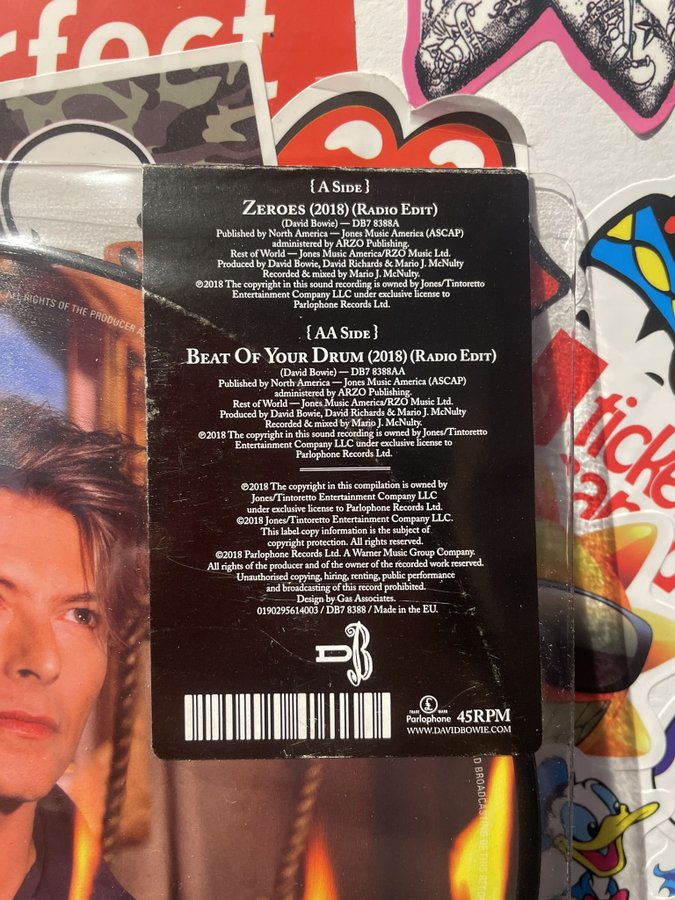 rfect
{ A Side }
Zeroes (2018) (Radio Edit)
(David Bowie) — DB7 8388A
Published by North America — Jones Music America (ASCAP)
administered by ARZO Publishing.
Rest of World — Jones Music America/RZO Music Ltd.
Produced by David Bowie, David Richards & Mario J. McNulty
Recorded & mixed by Mario J. McNulty.
℗2018 The copyright in this sound recording is owned by Jones/Tintoretto
Entertainment Company LLC under exclusive license to
Parlophone Records Ltd.
{ AA Side }
Beat Of Your Drum (2018) (Radio Edit)
(David Bowie) — DB7 8388AA
Published by North America — Jones Music America (ASCAP)
administered by ARZO Publishing.
Rest of World — Jones Music America/RZO Music Ltd.
Produced by David Bowie, David Richards & Mario J. McNulty
Recorded & mixed by Mario J. McNulty.
℗2018 The copyright in this sound recording is owned by Jones/Tintoretto
Entertainment Company LLC under exclusive license to
Parlophone Records Ltd.
℗2018 The copyright in this compilation is owned by
Jones/Tintoretto Entertainment Company LLC
under exclusive license to Parlophone Records Ltd.
©2018 Jones/Tintoretto Entertainment Company LLC.
This label copy information is the subject of
copyright protection. All rights reserved.
©2018 Parlophone Records Ltd. A Warner Music Group Company.
All rights of the producer and of the owner of the recorded work reserved.
Unauthorised copying, hiring, renting, public performance
and broadcasting of this record prohibited.
Design by Gas Associates.
0190295614003 / DB7 8388 / Made in the EU.
DB
TRADE MARK
Parlophone
45RPM
WWW.DAVIDBOWIE.COM
ALL RIGHTS OF THE PRODUCER A
D BROADCASTING OF THIS RE
ticke